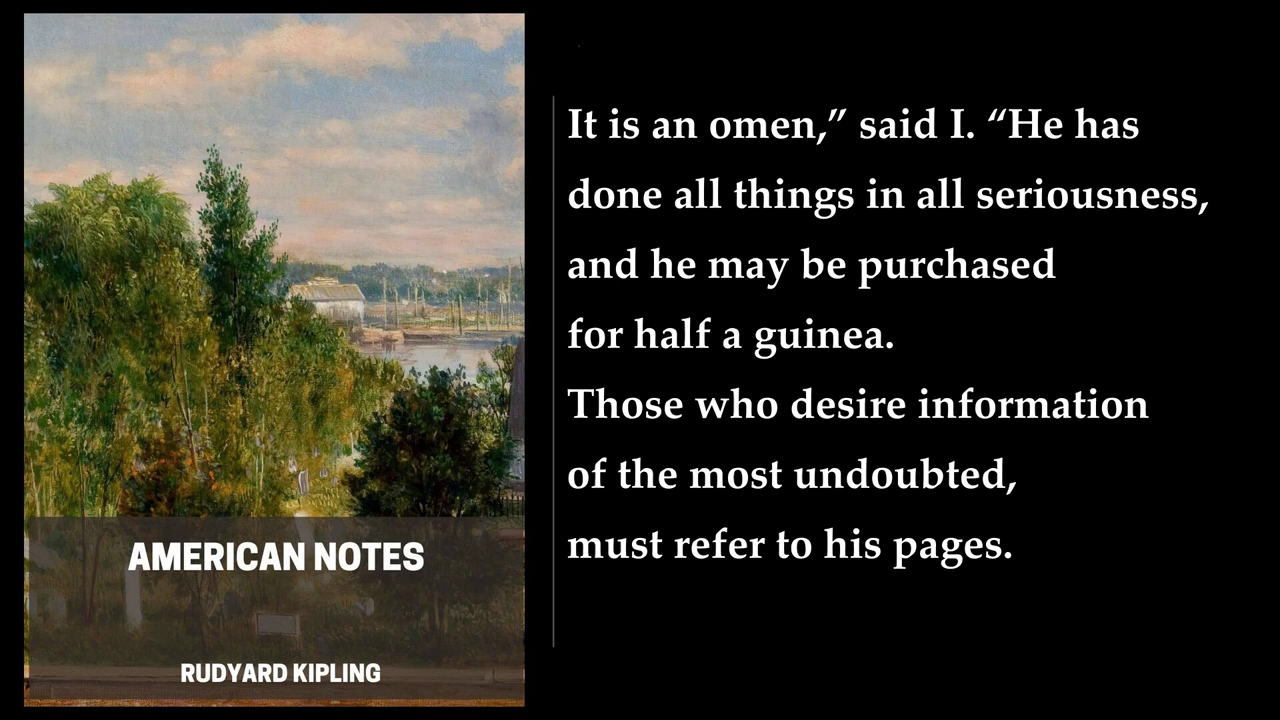 AMERICAN NOTES
RUDYARD KIPLING
It is an omen,” said I. “He has
done all things in all seriousness,
and he may be purchased
for half a guinea.
Those who desire information
of the most undoubted,
must refer to his pages.